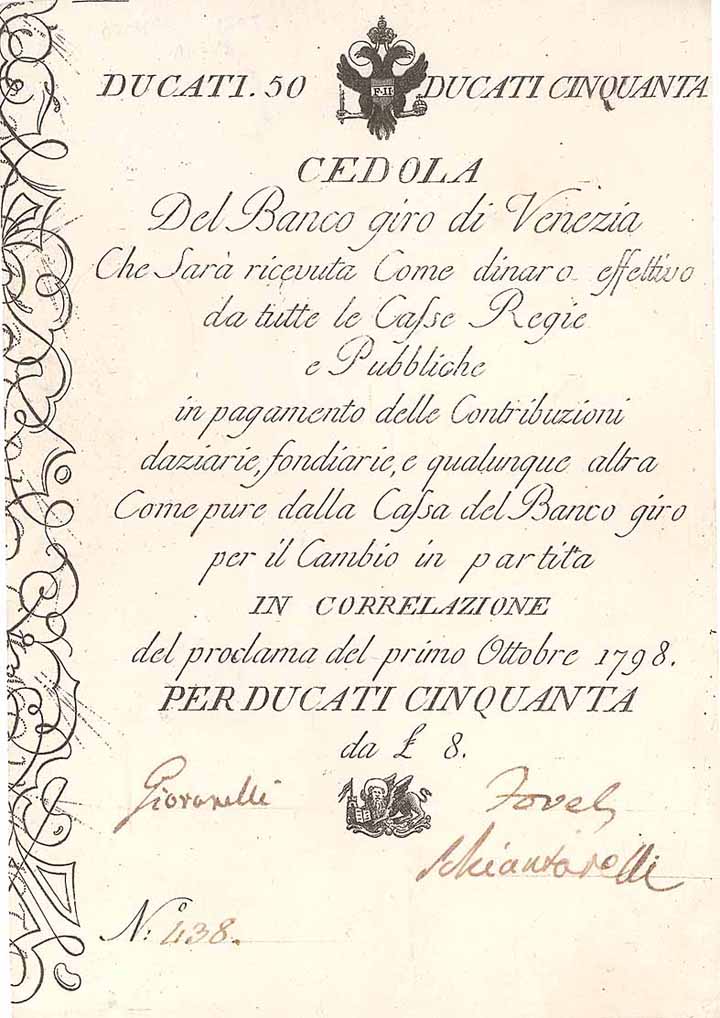 DUCATI. 50 F. II. DUCATI CINQUANTA
CEDOLA
Del Banco giro di Venezia
Che Sarà ricevuta Come dinaro effettivo
da tutte le Caſse Regie
e Pubbliche
in pagamento delle Contribuzioni
daziarie, fondiarie, e qualunque altra
Come pure dalla Caſsa del Banco giro
per il Cambio in partita
IN CORRELAZIONE
del proclama del primo Ottobre 1798.
PER DUCATI CINQUANTA
da £ 8.
Giovanelli
Schiantarelli
N:o 438.